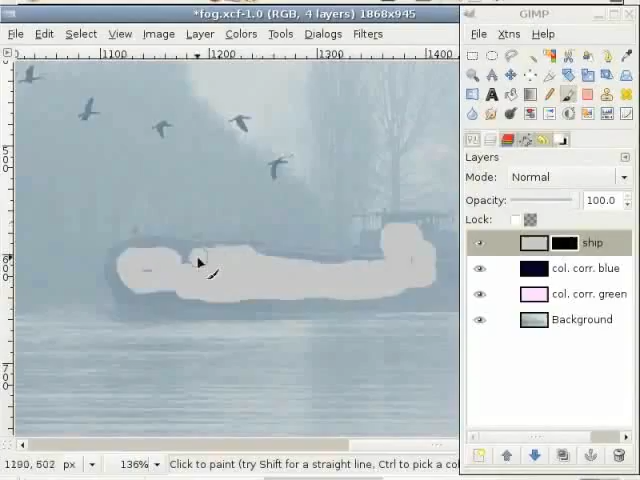 *fog.xcf-1.0 (RGB, 4 layers) 1868x945
File Edit Select View Image Layer Colors Tools Dialogs Filters
1100 1200 1300 1400
1190, 502 px 136% Click to paint (try Shift for a straight line, Ctrl to pick a col
GIMP
File Xtns Help
Layers
Mode: Normal
Opacity: 100.0
Lock:
ship
col. corr. blue
col. corr. green
Background